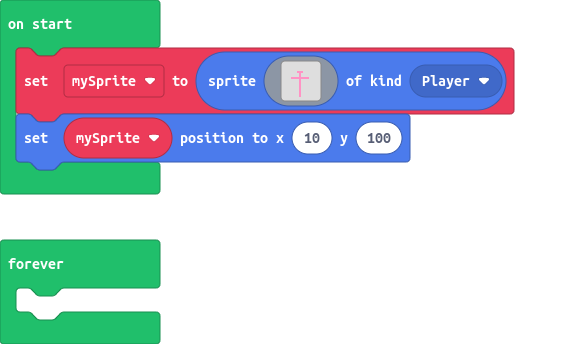 on start
set mySprite to sprite of kind Player
set mySprite position to x 10 y 100
forever